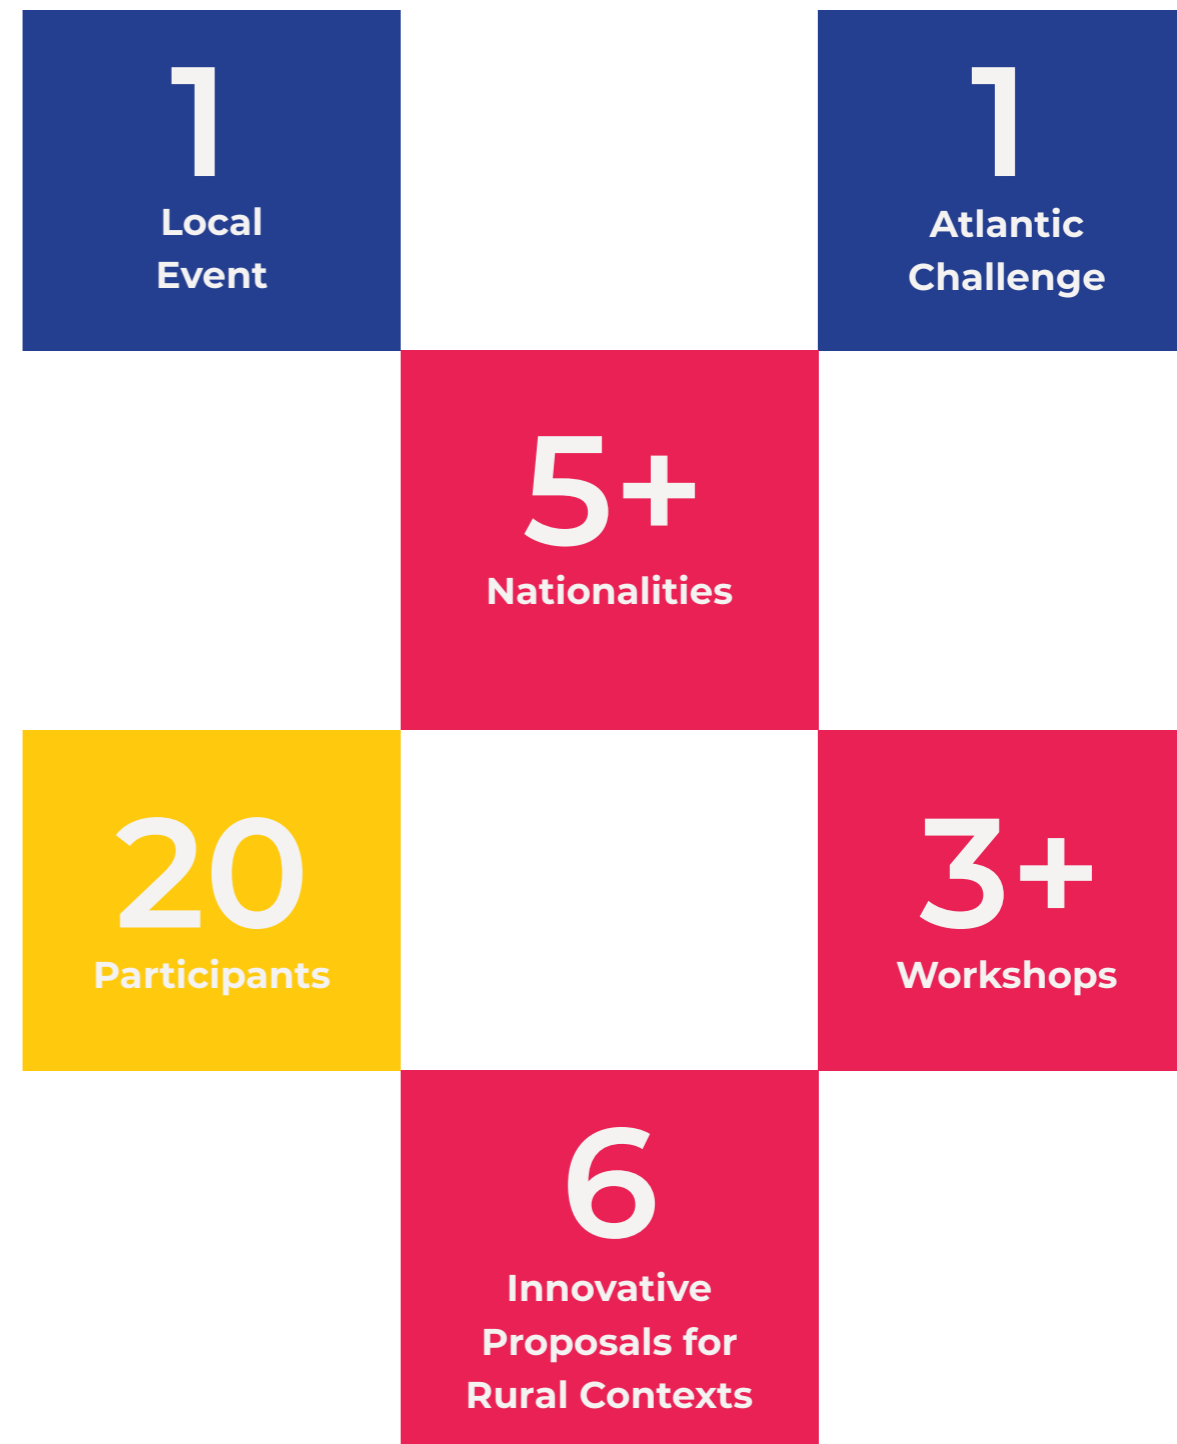 1
Local
Event
1
Atlantic
Challenge
5+
Nationalities
20
Participants
3+
Workshops
6
Innovative
Proposals for
Rural Contexts